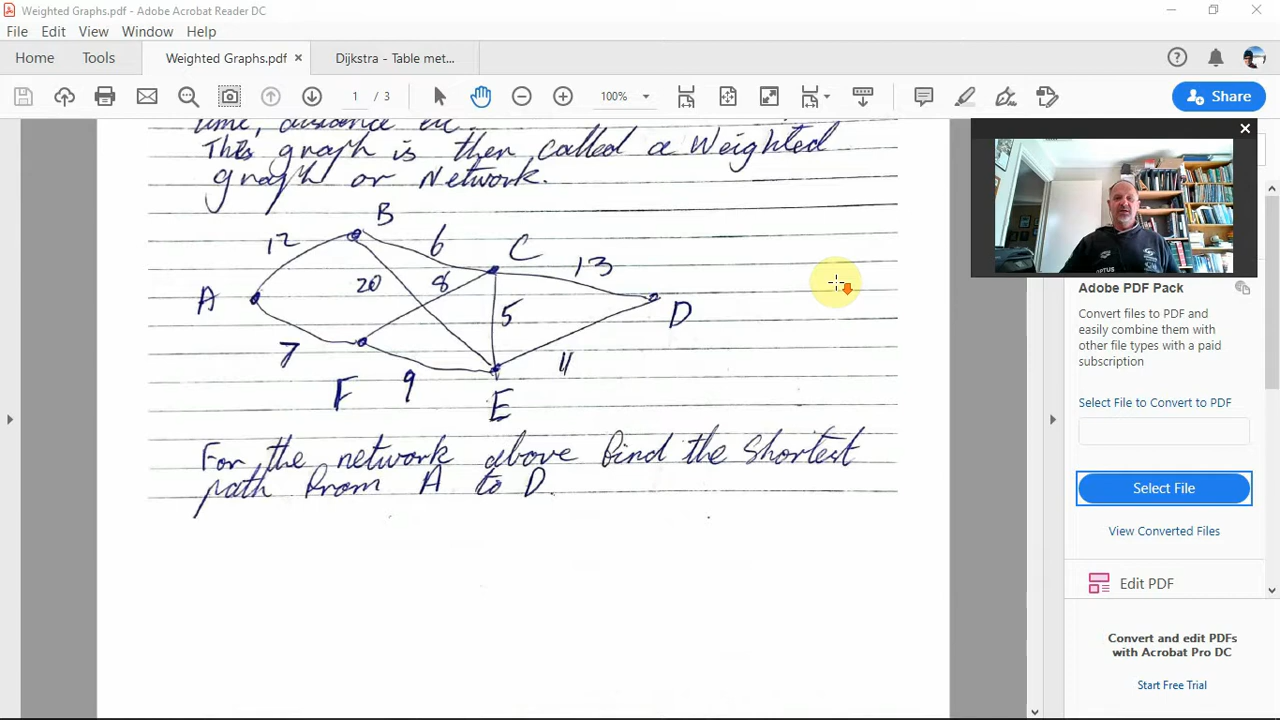 Weighted Graphs.pdf - Adobe Acrobat Reader DC
File Edit View Window Help
Home Tools Weighted Graphs.pdf × Dijkstra - Table met...
1 / 3 100% Share
time, distance etc.
This graph is then called a Weighted
graph or Network.
B
12 6 C
20 8 13
A 5 D
7 11
F 9 E
For the network above find the Shortest
path from A to D.
OPTUS
Adobe PDF Pack
Convert files to PDF and
easily combine them with
other file types with a paid
subscription
Select File to Convert to PDF
Select File
View Converted Files
Edit PDF
Convert and edit PDFs
with Acrobat Pro DC
Start Free Trial